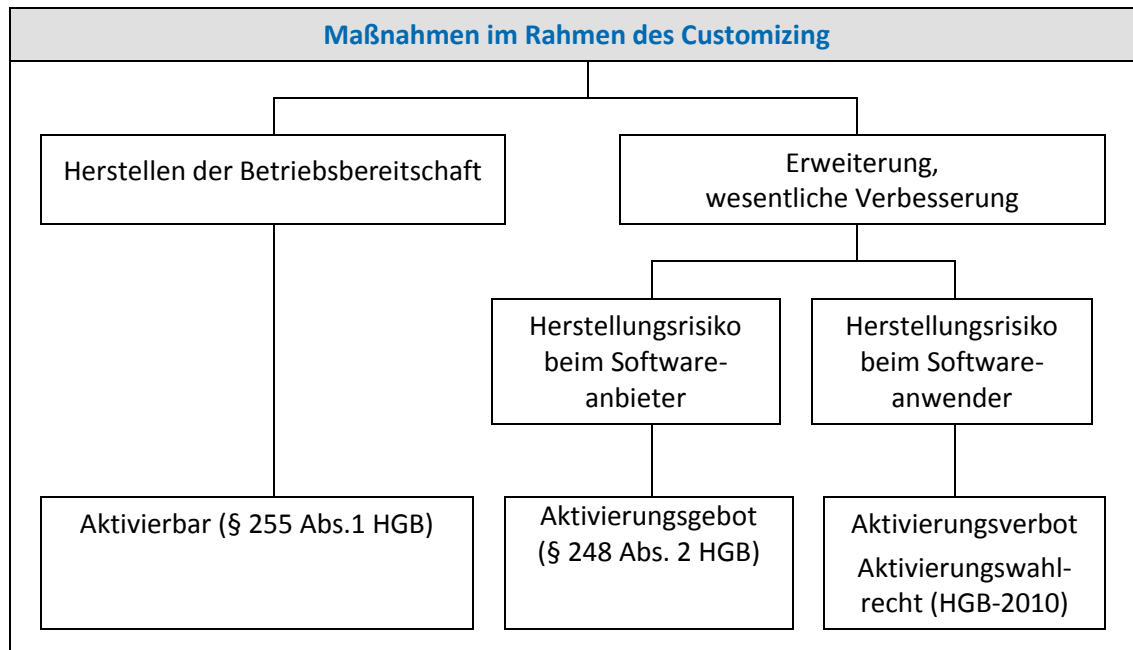 Maßnahmen im Rahmen des Customizing
Herstellen der Betriebsbereitschaft
Erweiterung,
wesentliche Verbesserung
Herstellungsrisiko
beim Software-
anbieter
Herstellungsrisiko
beim Software-
anwender
Aktivierbar (§ 255 Abs.1 HGB)
Aktivierungsgebot
(§ 248 Abs. 2 HGB)
Aktivierungsverbot
Aktivierungswahl-
recht (HGB-2010)